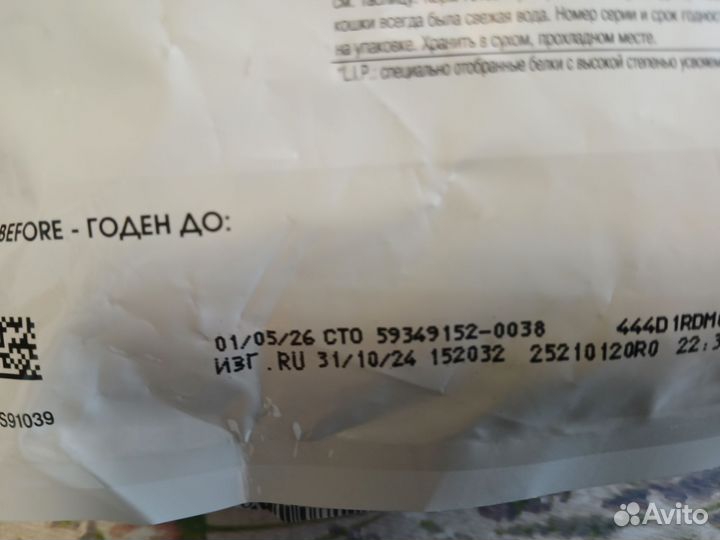 кошки всегда была свежая вода. Номер серии и срок годнос
на упаковке. Хранить в сухом, прохладном месте.
*L.I.P.: специально отобранные белки с высокой степенью усвояем
BEFORE - ГОДЕН ДО:
01/05/26 СТО 59349152-0038 444D1RDM
ИЗГ.RU 31/10/24 152032 25210120R0 22:3
S91039
Avito